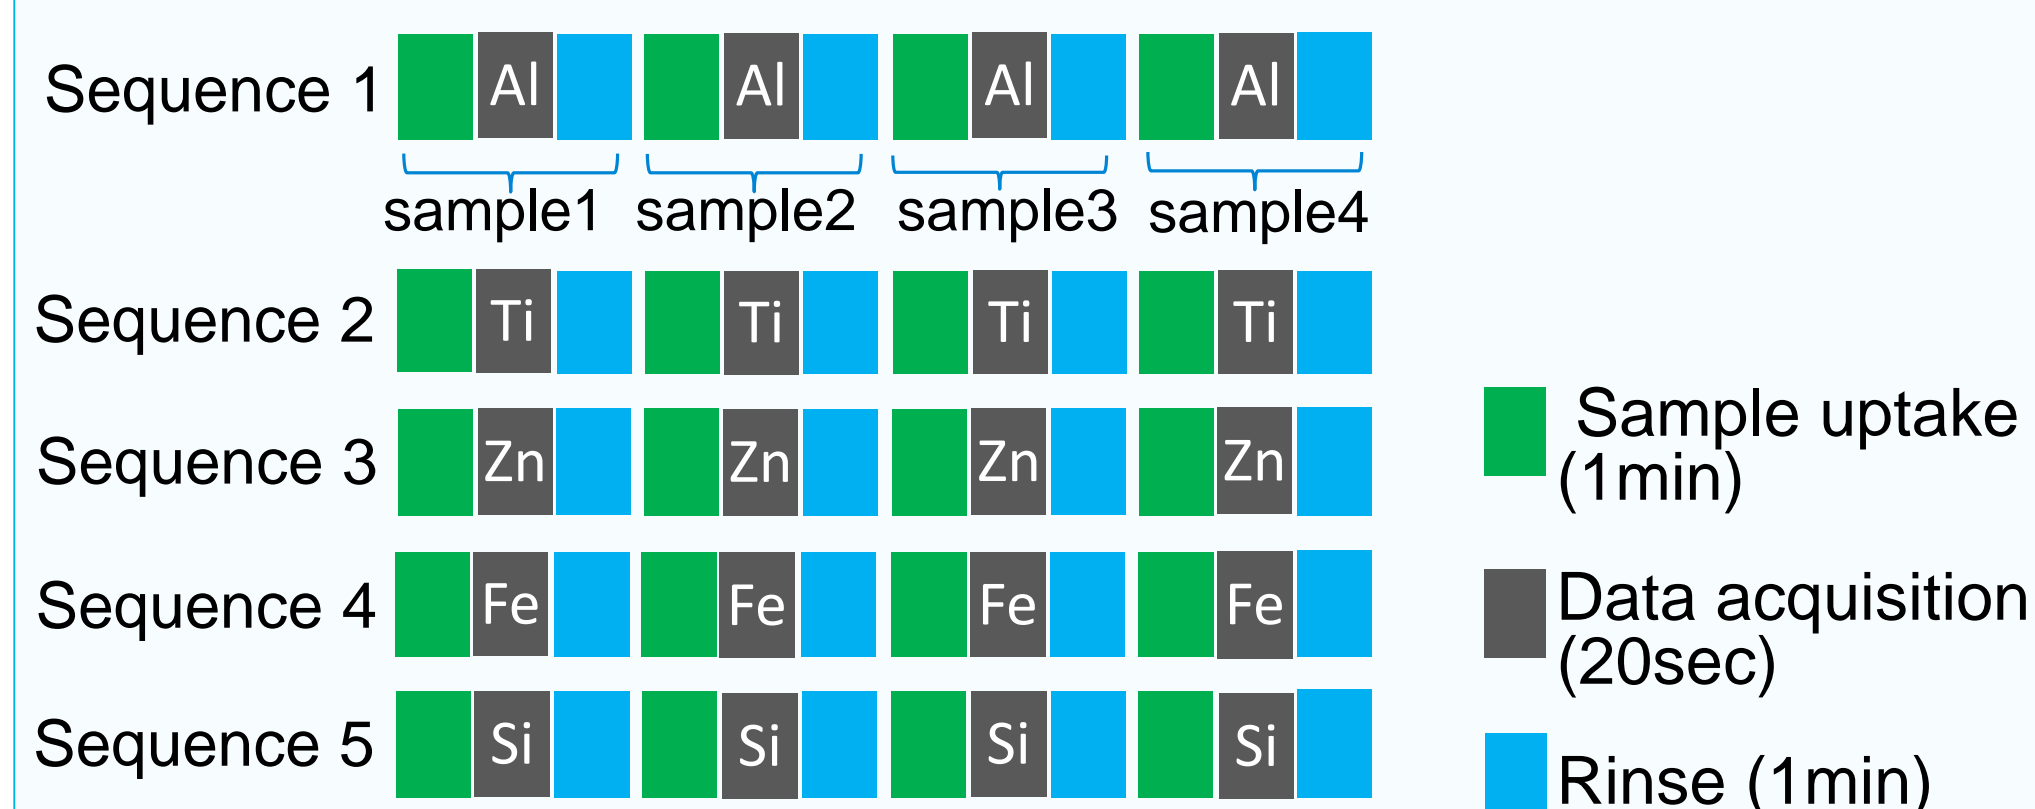 Sequence 1 Al Al Al Al
sample1 sample2 sample3 sample4
Sequence 2 Ti Ti Ti Ti
Sequence 3 Zn Zn Zn Zn
Sequence 4 Fe Fe Fe Fe
Sequence 5 Si Si Si Si
Sample uptake
(1min)
Data acquisition
(20sec)
Rinse (1min)